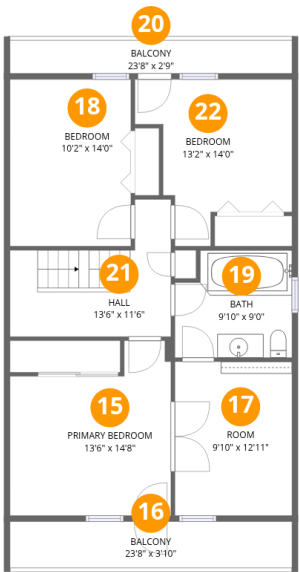 20
BALCONY
23'8" x 2'9"
18
BEDROOM
10'2" x 14'0"
22
BEDROOM
13'2" x 14'0"
21
HALL
13'6" x 11'6"
19
BATH
9'10" x 9'0"
15
PRIMARY BEDROOM
13'6" x 14'8"
17
ROOM
9'10" x 12'11"
16
BALCONY
23'8" x 3'10"